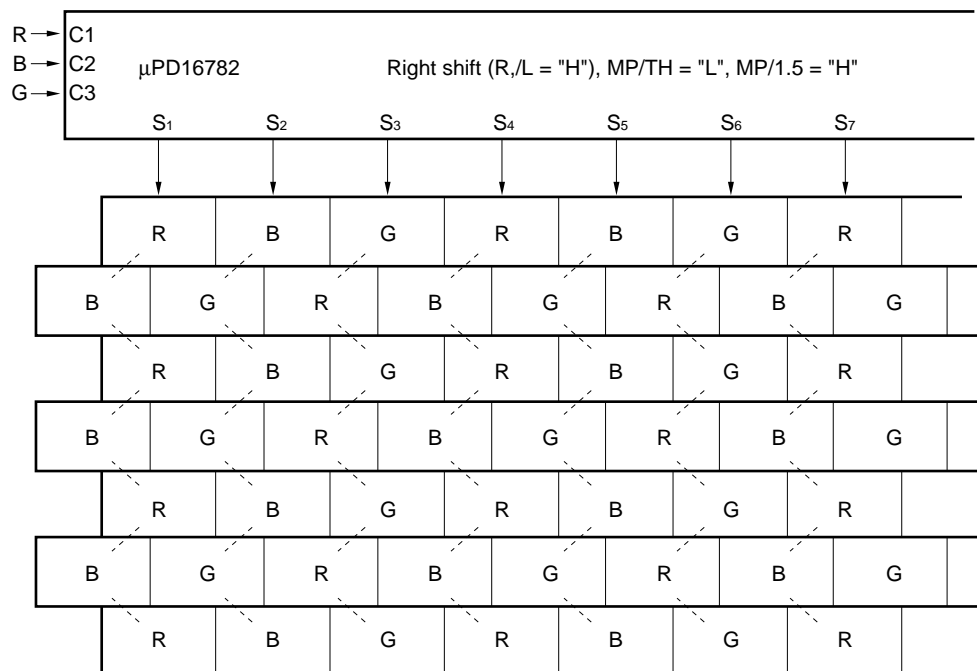 R C1
B C2 µPD16782 Right shift (R,/L = "H"), MP/TH = "L", MP/1.5 = "H"
G C3
S1 S2 S3 S4 S5 S6 S7
R B G R B G R
B G R B G R B G
R B G R B G R
B G R B G R B G
R B G R B G R
B G R B G R B G
R B G R B G R